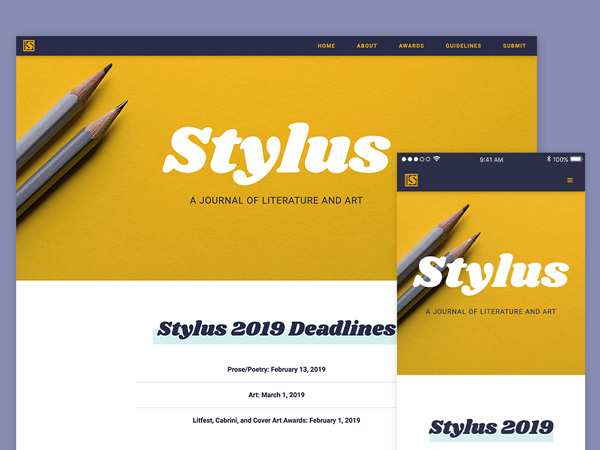 S
HOME ABOUT AWARDS GUIDELINES SUBMIT
Stylus
A JOURNAL OF LITERATURE AND ART
Stylus 2019 Deadlines
Prose/Poetry: February 13, 2019
Art: March 1, 2019
Litfest, Cabrini, and Cover Art Awards: February 1, 2019
9:41 AM 100%
S
Stylus
A JOURNAL OF LITERATURE AND ART
Stylus 2019